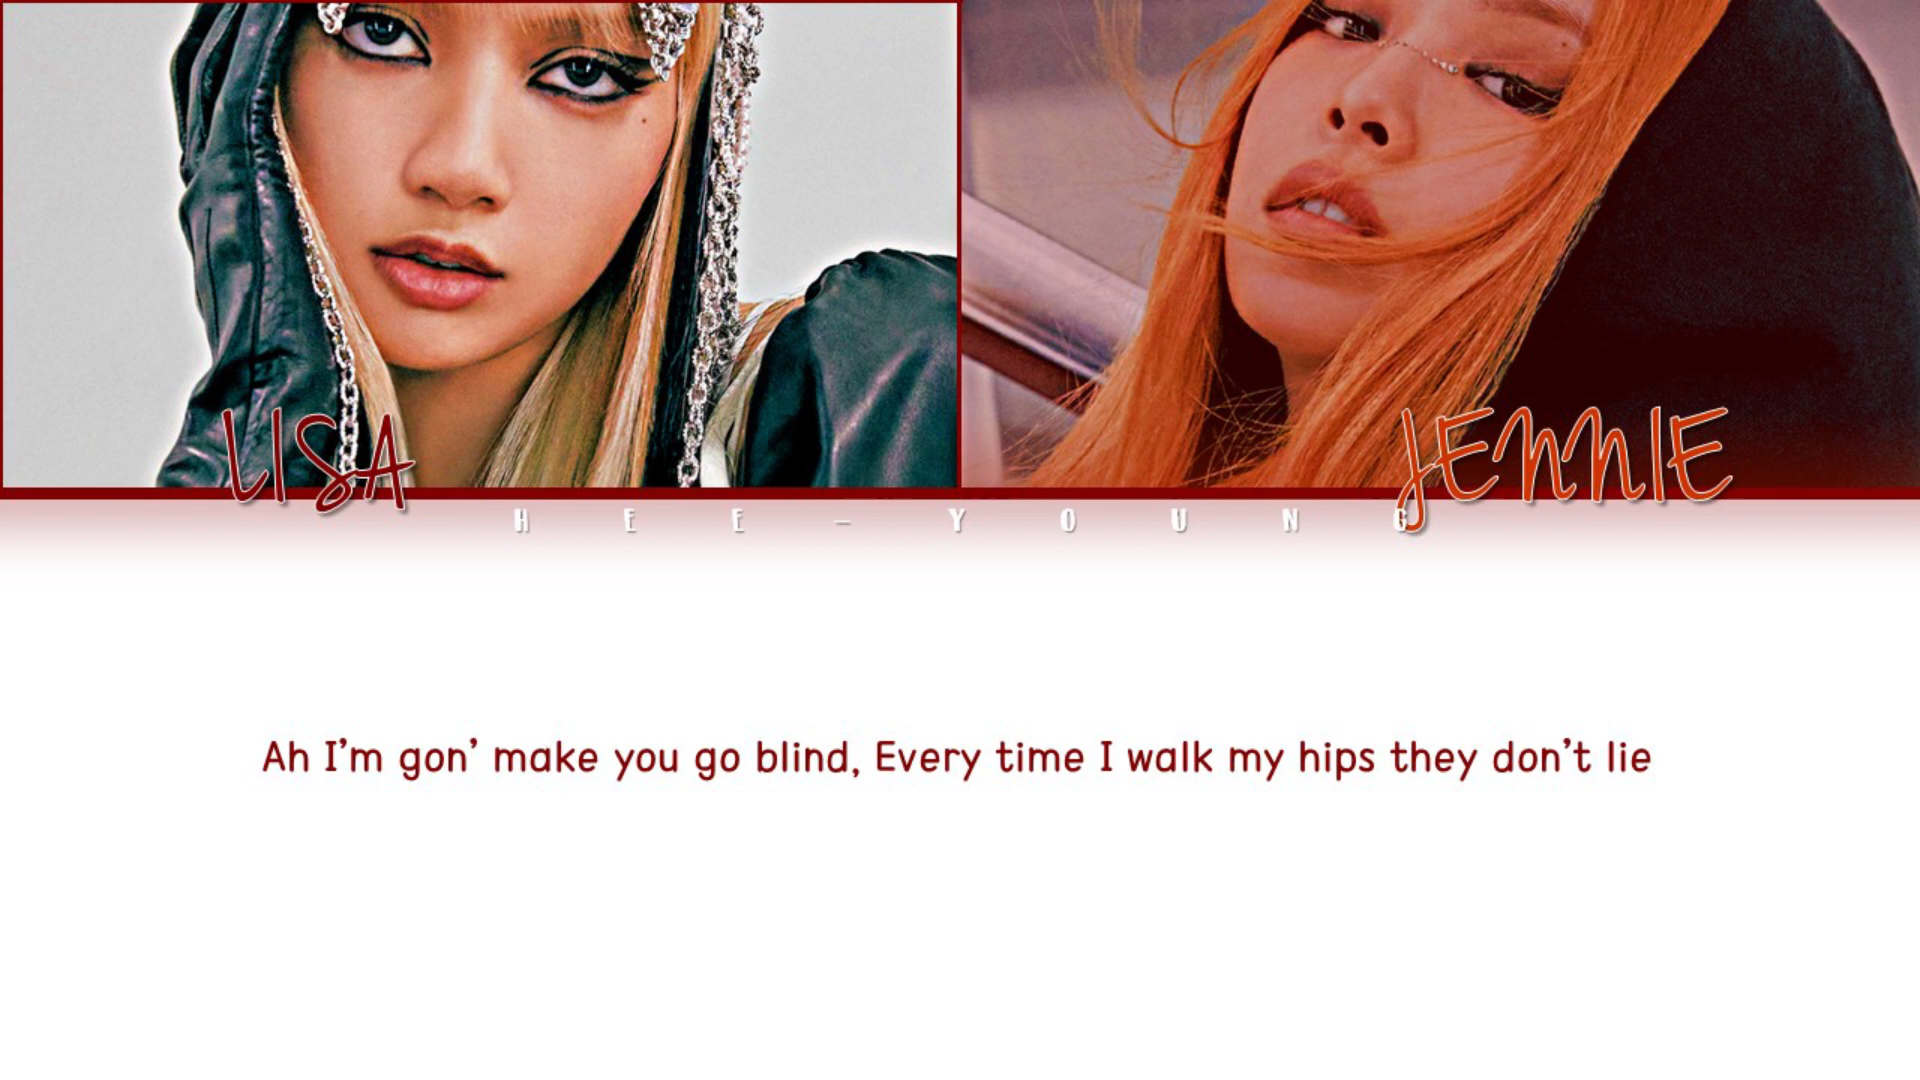 LISA
JENNIE
HEE-YOUNG
Ah I'm gon' make you go blind, Every time I walk my hips they don't lie